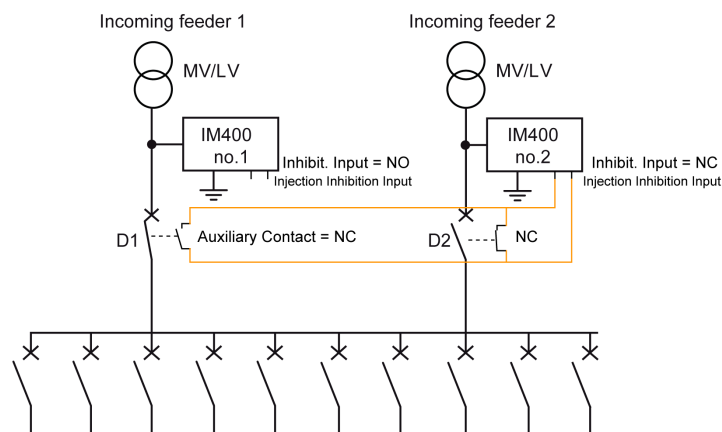 Incoming feeder 1
Incoming feeder 2
MV/LV
MV/LV
IM400
no.1
Inhibit. Input = NO
Injection Inhibition Input
IM400
no.2
Inhibit. Input = NC
Injection Inhibition Input
D1
Auxiliary Contact = NC
D2
NC